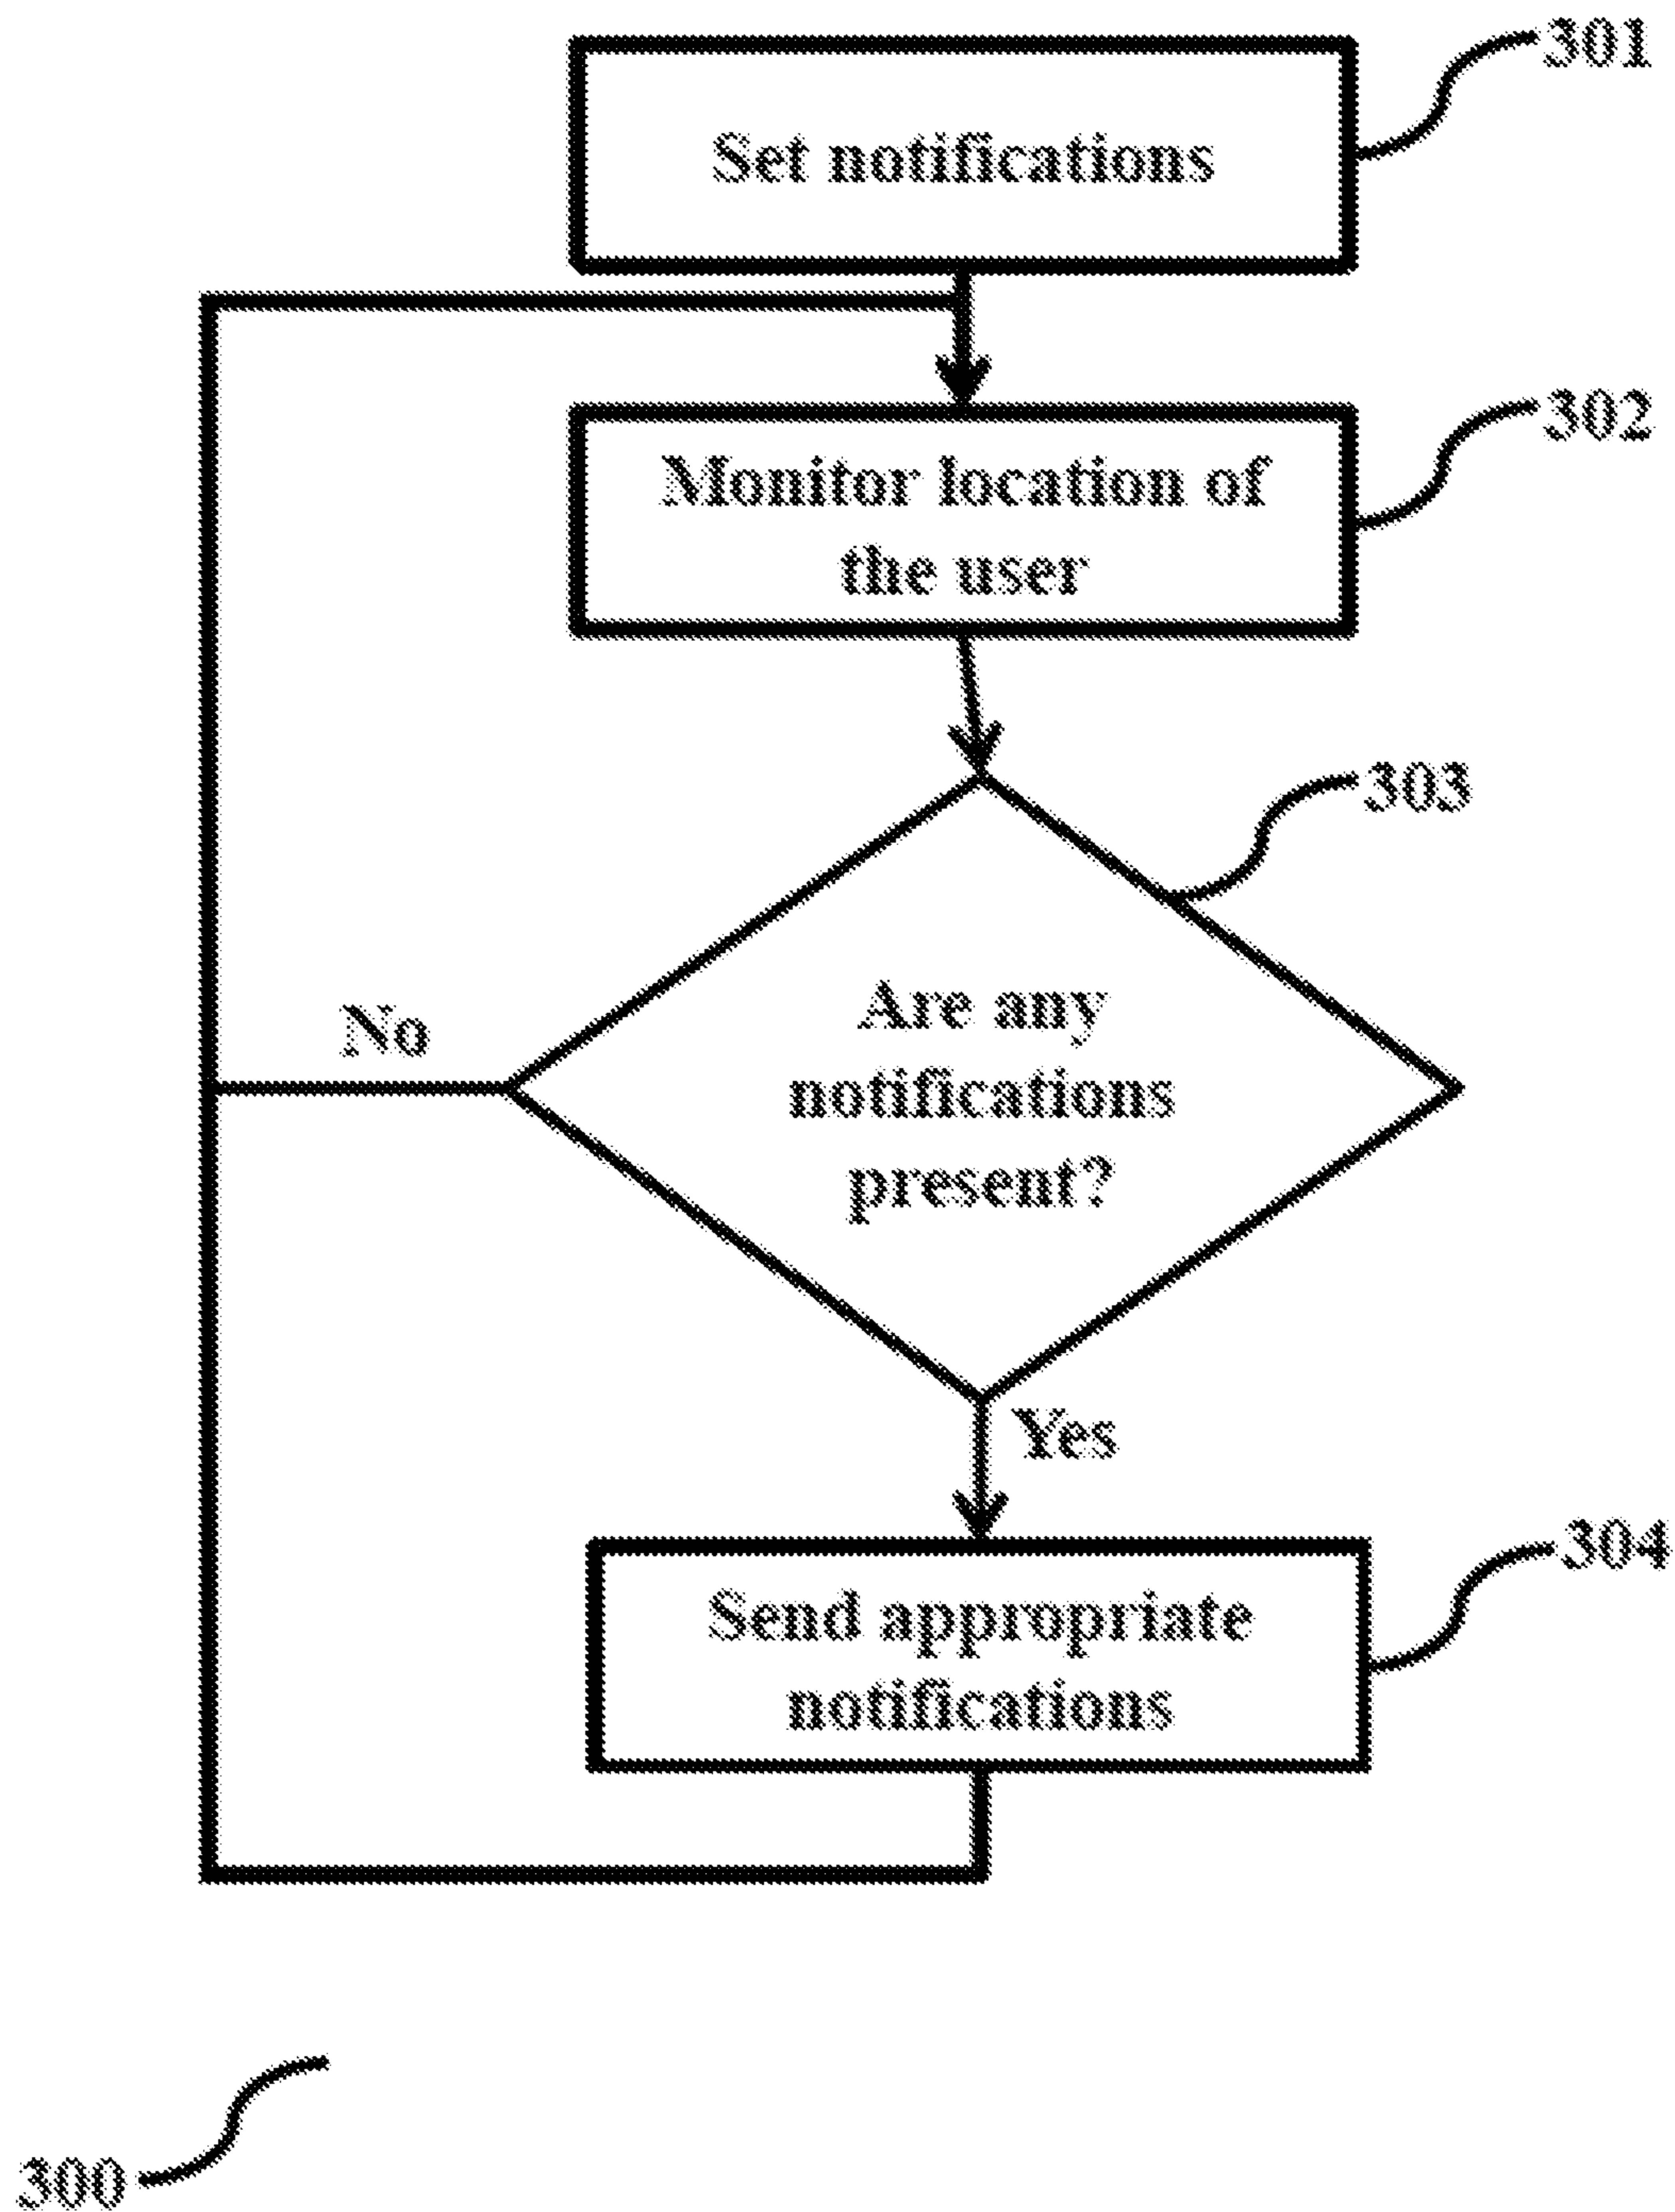 301
Set notifications
302
Monitor location of
the user
303
Are any
notifications
present?
No
Yes
304
Send appropriate
notifications
300